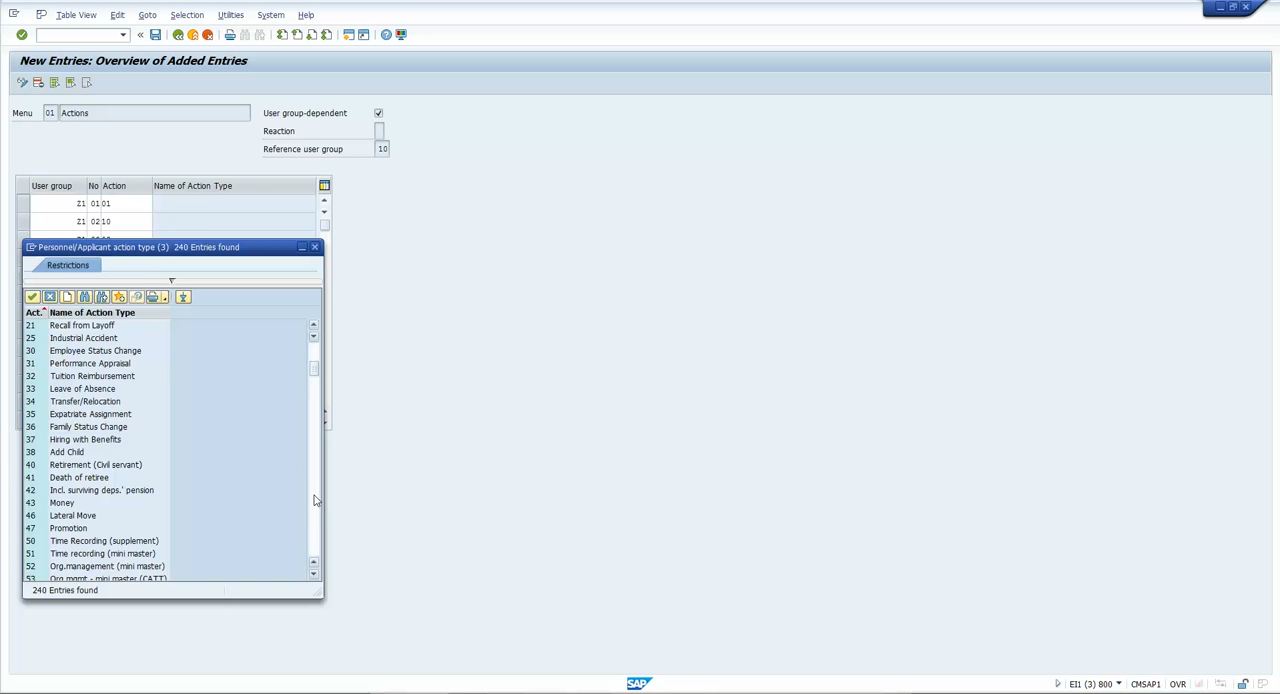 Table View Edit Goto Selection Utilities System Help
New Entries: Overview of Added Entries
Menu 01 Actions User group-dependent
Reaction
Reference user group 10
User group No Action Name of Action Type
Z1 01 01
Z1 02 10
Personnel/Applicant action type (3) 240 Entries found
Restrictions
Act. Name of Action Type
21 Recall from Layoff
25 Industrial Accident
30 Employee Status Change
31 Performance Appraisal
32 Tuition Reimbursement
33 Leave of Absence
34 Transfer/Relocation
35 Expatriate Assignment
36 Family Status Change
37 Hiring with Benefits
38 Add Child
40 Retirement (Civil servant)
41 Death of retiree
42 Incl. surviving deps.' pension
43 Money
46 Lateral Move
47 Promotion
50 Time Recording (supplement)
51 Time recording (mini master)
52 Org.management (mini master)
53 Org.mgmt - mini master (CATT)
240 Entries found
SAP EI1 (3) 800 CMSAP1 OVR